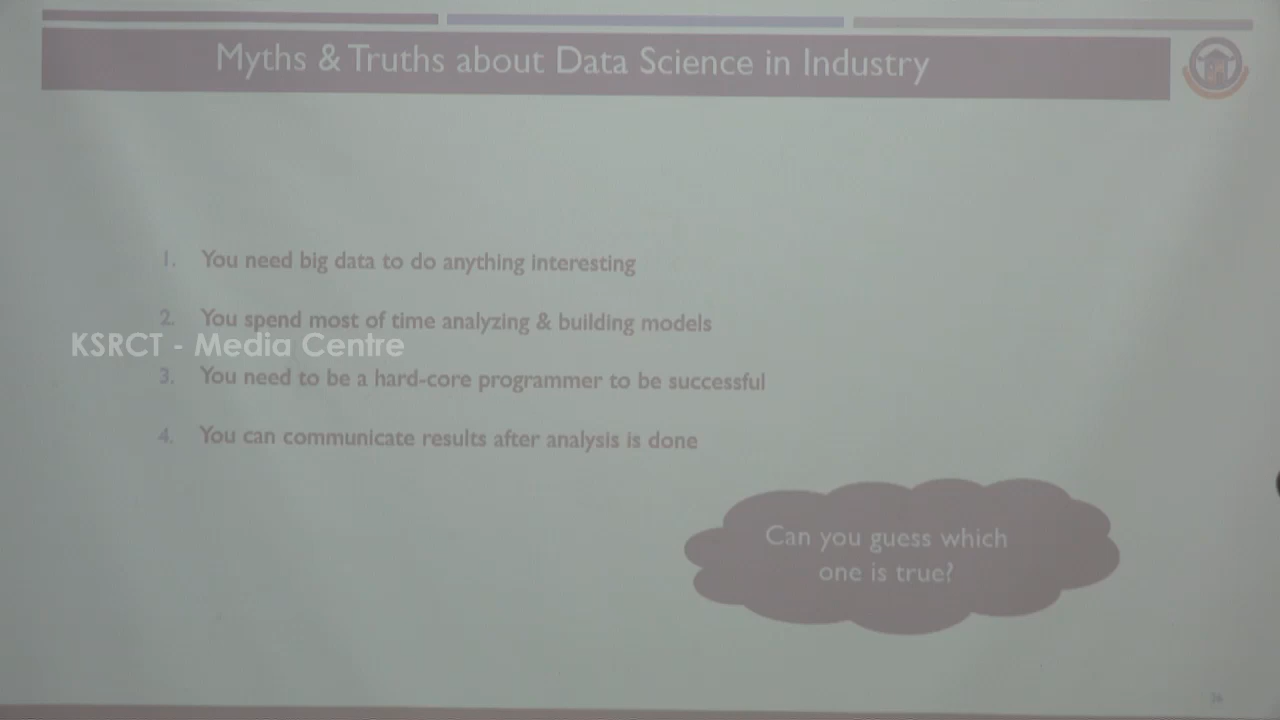 Myths & Truths about Data Science in Industry
1. You need big data to do anything interesting
2. You spend most of time analyzing & building models
KSRCT - Media Centre
3. You need to be a hard-core programmer to be successful
4. You can communicate results after analysis is done
Can you guess which
one is true?